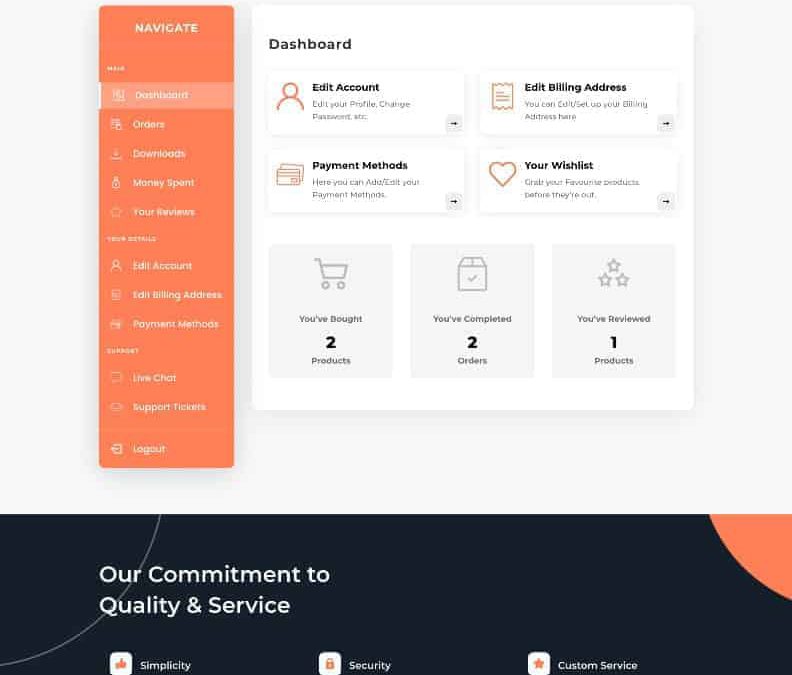 NAVIGATE
MAIN
Dashboard
Orders
Downloads
Money Spent
Your Reviews
YOUR DETAILS
Edit Account
Edit Billing Address
Payment Methods
SUPPORT
Live Chat
Support Tickets
Logout
Dashboard
Edit Account
Edit your Profile, Change
Password, etc.
Edit Billing Address
You can Edit/Set up your Billing
Address here
Payment Methods
Here you can Add/Edit your
Payment Methods.
Your Wishlist
Grab your Favourise products
before they're out.
You've Bought
2
Products
You've Completed
2
Orders
You've Reviewed
1
Products
Our Commitment to
Quality & Service
Simplicity
Security
Custom Service